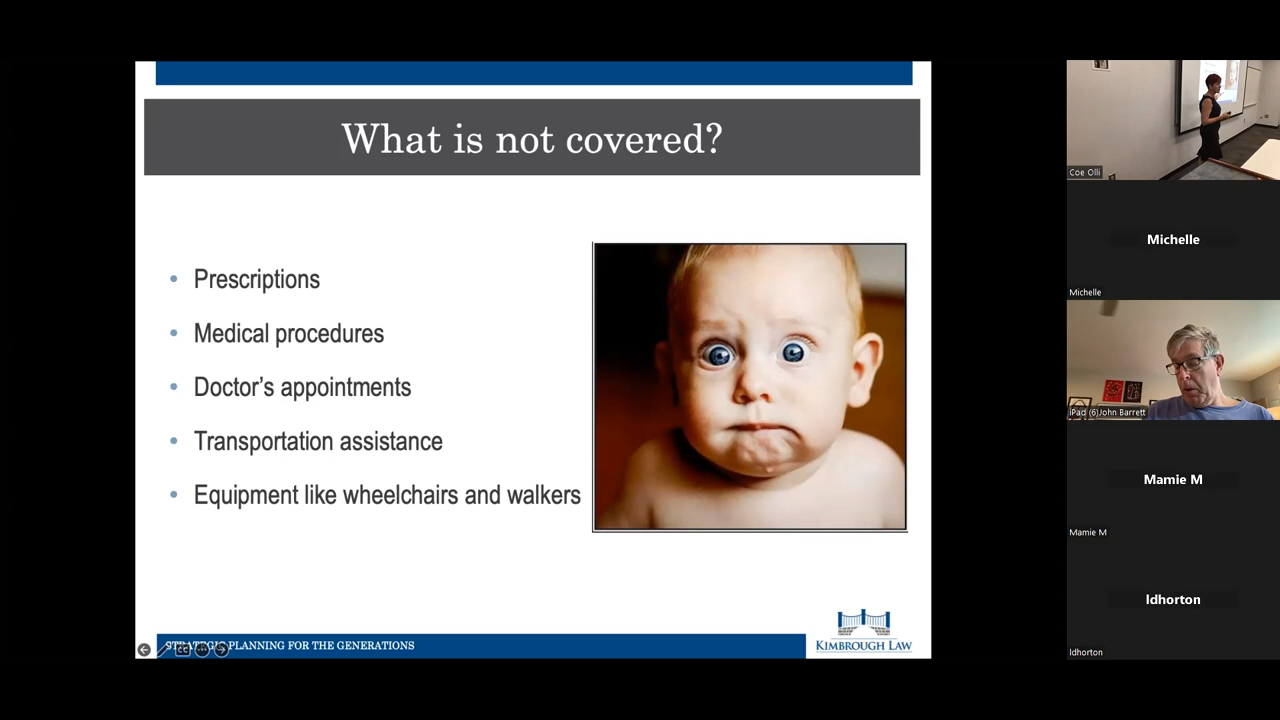 What is not covered?
• Prescriptions
• Medical procedures
• Doctor’s appointments
• Transportation assistance
• Equipment like wheelchairs and walkers
STRATEGIC PLANNING FOR THE GENERATIONS
KIMBROUGH LAW
Coe Olli
Michelle
Michelle
iPad (6)John Barrett
Mamie M
Mamie M
ldhorton
ldhorton